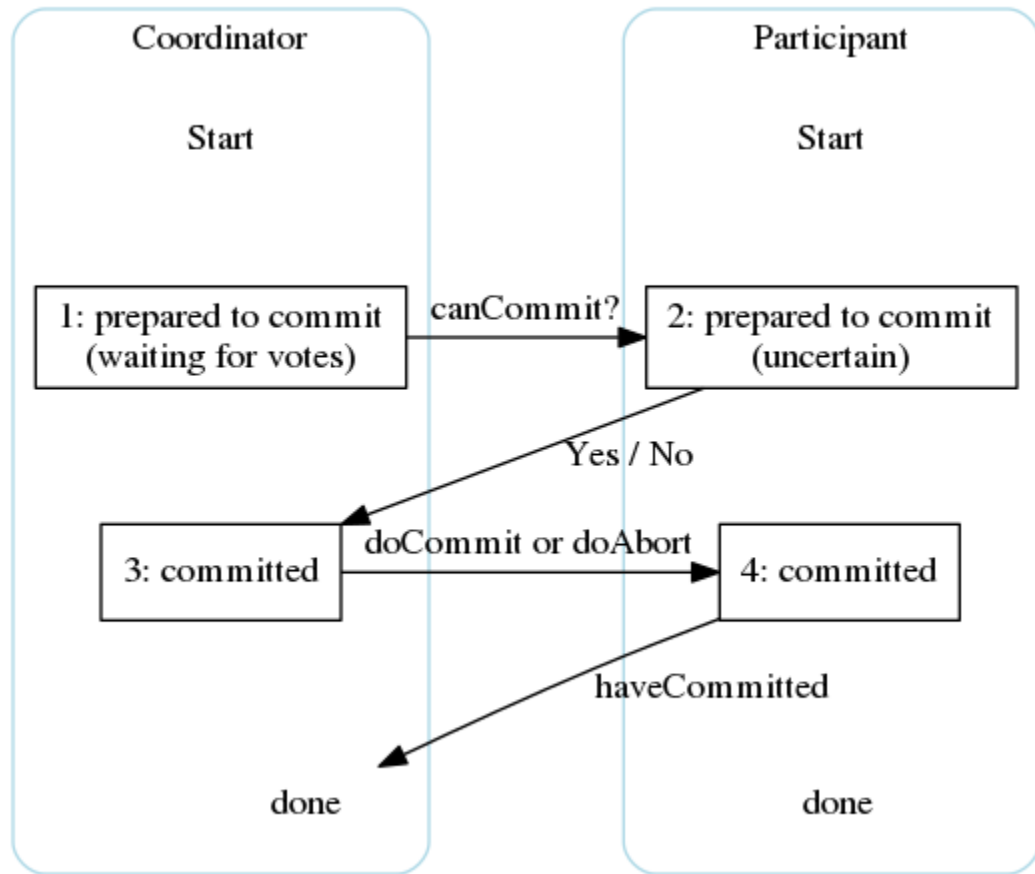 Coordinator
Participant
Start
Start
1: prepared to commit
(waiting for votes)
canCommit?
2: prepared to commit
(uncertain)
Yes / No
3: committed
doCommit or doAbort
4: committed
haveCommitted
done
done